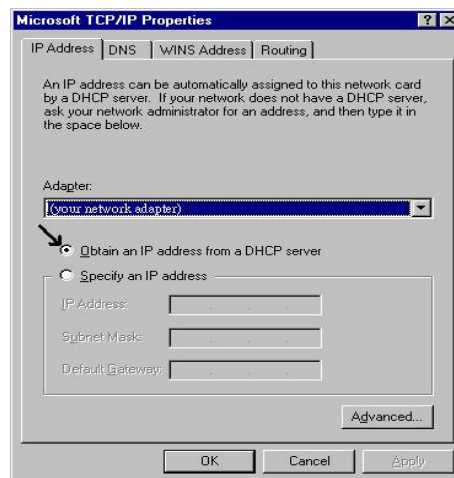 Microsoft TCP/IP Properties
IP Address DNS WINS Address Routing
An IP address can be automatically assigned to this network card
by a DHCP server. If your network does not have a DHCP server,
ask your network administrator for an address, and then type it in
the space below.
Adapter:
(your network adapter)
Obtain an IP address from a DHCP server
Specify an IP address
IP Address:
Subnet Mask:
Default Gateway:
Advanced...
OK Cancel Apply